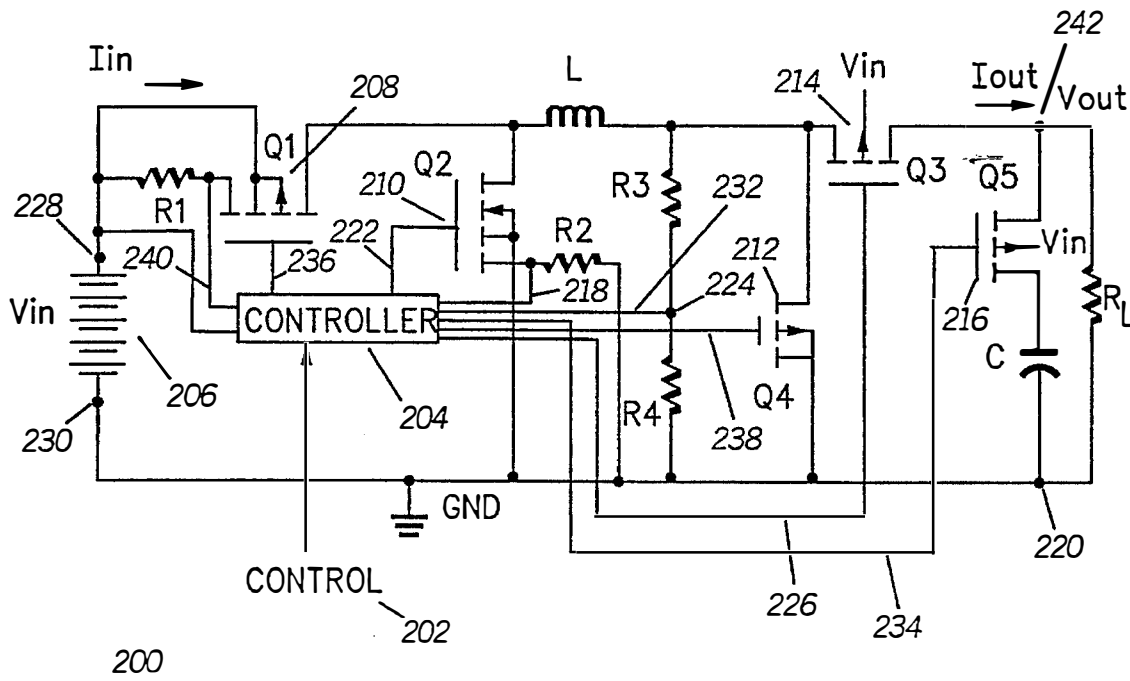 242
Iin
L
Vin
Iout
Vout
208
214
Q1
Q2
Q3
Q5
210
R3
232
R1
228
222
R2
212
Vin
240
236
218
224
216
RL
Vin
CONTROLLER
C
206
204
R4
238
Q4
230
GND
220
CONTROL
202
226
234
200